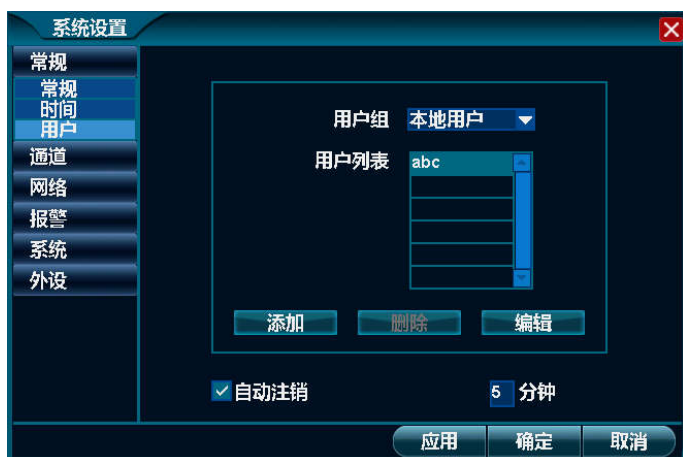 系统设置
常规
常规
时间
用户
通道
网络
报警
系统
外设
用户组 本地用户
用户列表 abc
添加 删除 编辑
自动注销 5 分钟
应用 确定 取消